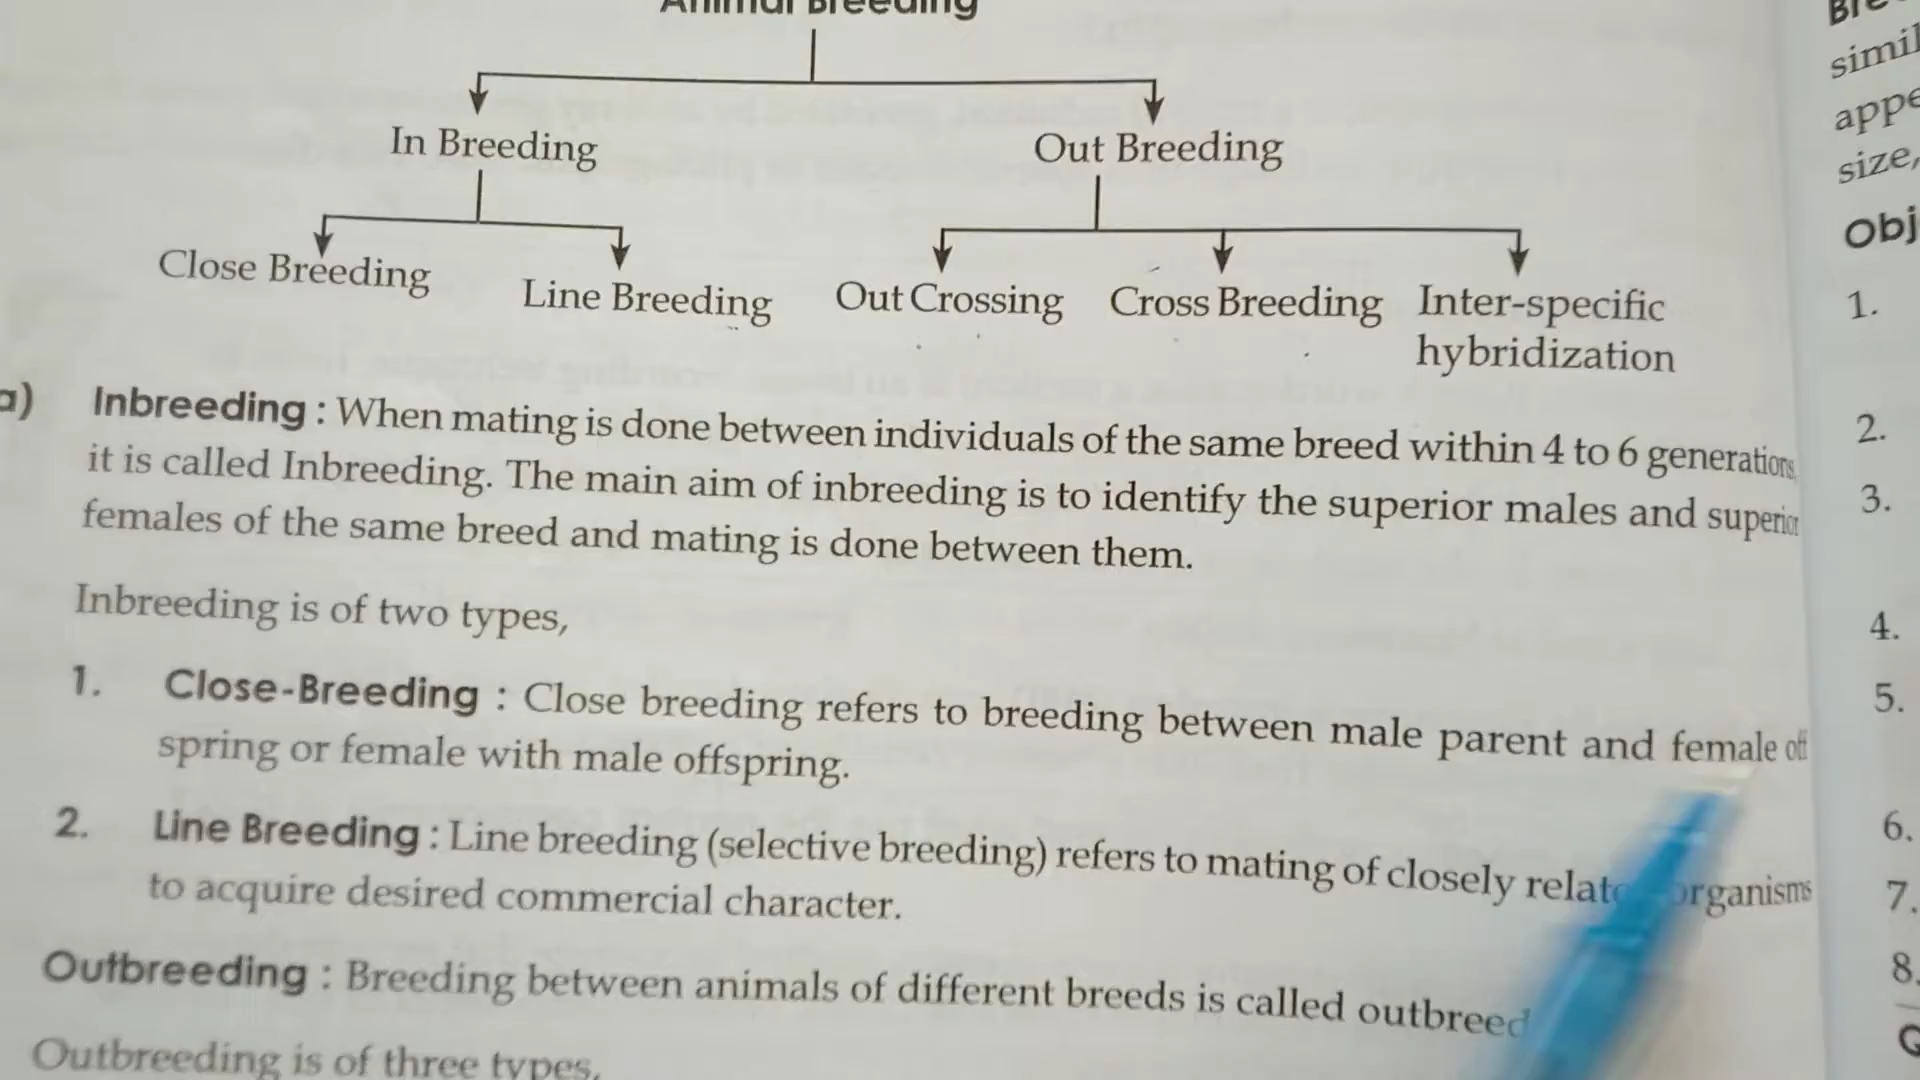 Animal Breeding
In Breeding
Out Breeding
Close Breeding
Line Breeding
Out Crossing
Cross Breeding
Inter-specific
hybridization
a) Inbreeding : When mating is done between individuals of the same breed within 4 to 6 generations
it is called Inbreeding. The main aim of inbreeding is to identify the superior males and superior
females of the same breed and mating is done between them.
Inbreeding is of two types,
1. Close-Breeding : Close breeding refers to breeding between male parent and female off
spring or female with male offspring.
2. Line Breeding : Line breeding (selective breeding) refers to mating of closely organisms
to acquire desired commercial character.
Outbreeding : Breeding between animals of different breeds is called outbreed
Outbreeding is of three types,
simil
appe
size,
Obj
1.
2.
3.
4.
5.
6.
7.
8.